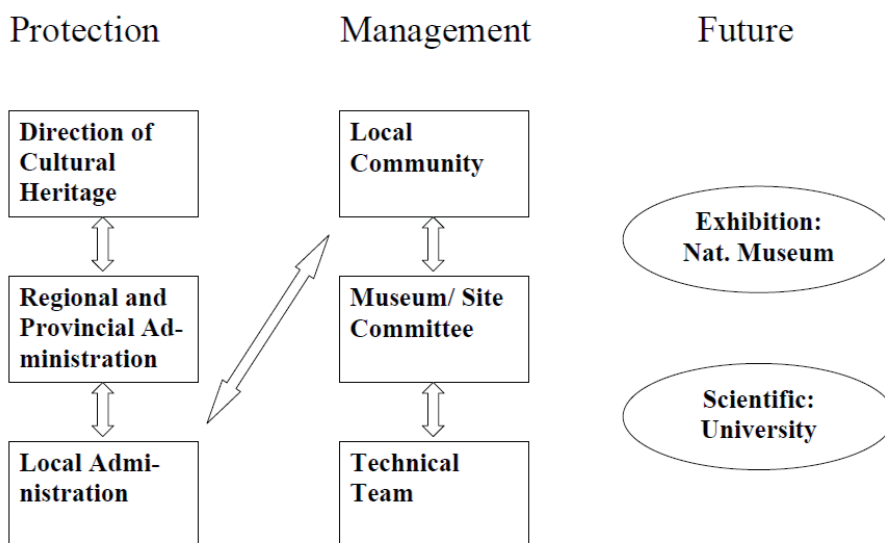 Protection
Management
Future
Direction of
Cultural
Heritage
Regional and
Provincial Ad-
ministration
Local Admi-
nistration
Local
Community
Museum/ Site
Committee
Technical
Team
Exhibition:
Nat. Museum
Scientific:
University